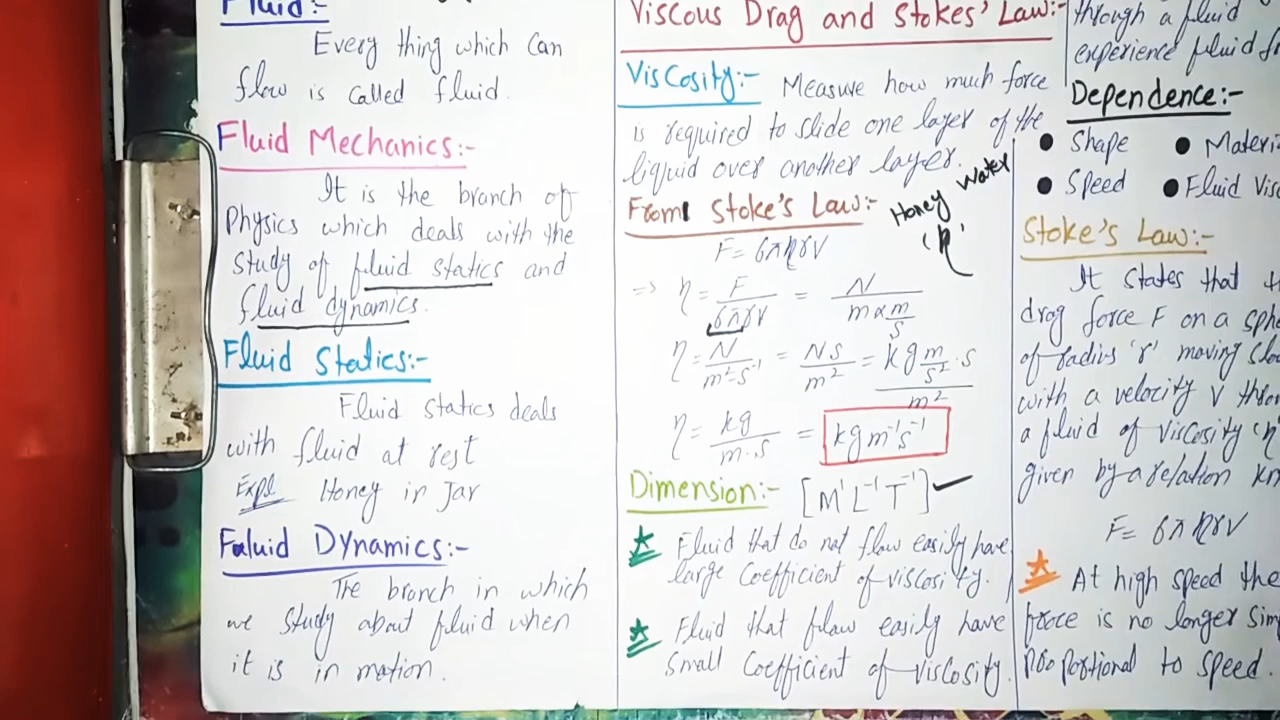 Fluid:-
Every thing which can
flow is called fluid.
Fluid Mechanics:-
It is the branch of
Physics which deals with the
study of fluid statics and
fluid dynamics.
Fluid Statics:-
Fluid statics deals
with fluid at rest
Expl Honey in Jar
Faluid Dynamics:-
The branch in which
we study about fluid when
it is in motion.
Viscous Drag and Stokes' Law:-
Viscosity:- Measure how much force
is required to slide one layer of the
liquid over another layer.
From Stoke's Law:-
Honey Water
'η'
F = 6πηrv
=> η = F/6πrv = N/(m×m/s)
η = N/m²s⁻¹ = Ns/m² = kg m/s² · s/m²
η = kg/m·s = kgm⁻¹s⁻¹
Dimension:- [M¹L⁻¹T⁻¹]
Fluid that do not flow easily have
large coefficient of viscosity.
Fluid that flaw easily have
small coefficient of viscosity.
through a fluid
experience fluid
Dependence:-
• Shape •
• Speed • Fluid
Stoke's Law:-
It states that
drag force F on a
of radius 'r' moving
with a velocity v
a fluid of viscosity 'η'
given by a relation
F = 6πηrv
At high speed the
force is no longer
proportional to speed.